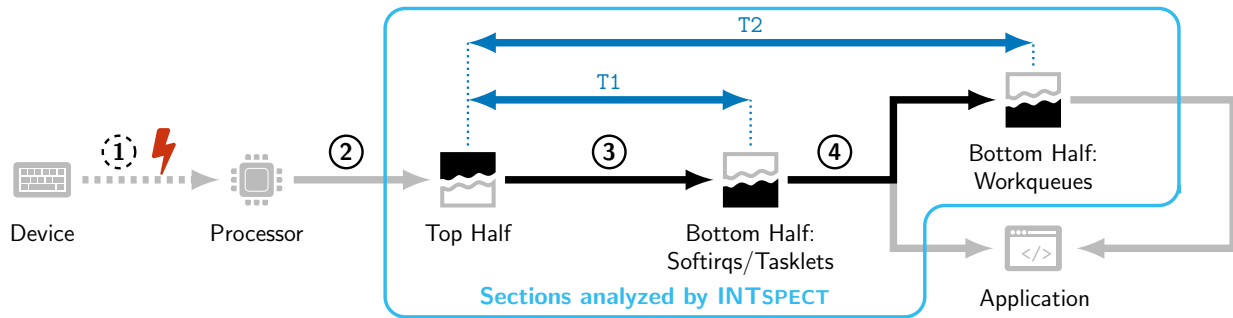 T2
T1
1
2
3
4
Device
Processor
Top Half
Bottom Half:
Softirqs/Tasklets
Bottom Half:
Workqueues
</>
Application
Sections analyzed by INTSPECT